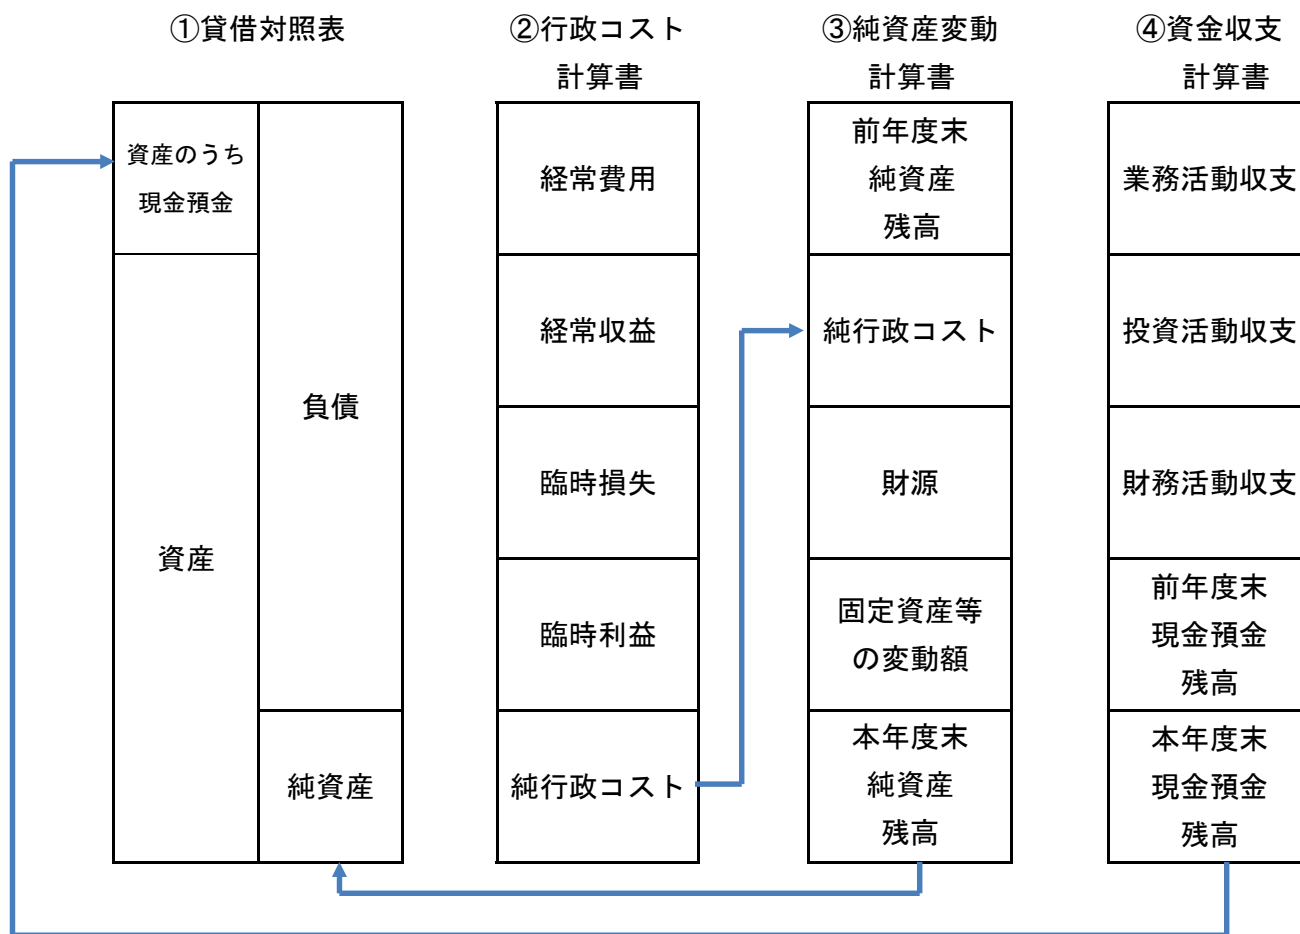 ①貸借対照表
資産のうち
現金預金
資産
負債
純資産
②行政コスト
計算書
経常費用
経常収益
臨時損失
臨時利益
純行政コスト
③純資産変動
計算書
前年度末
純資産
残高
純行政コスト
財源
固定資産等
の変動額
本年度末
純資産
残高
④資金収支
計算書
業務活動収支
投資活動収支
財務活動収支
前年度末
現金預金
残高
本年度末
現金預金
残高